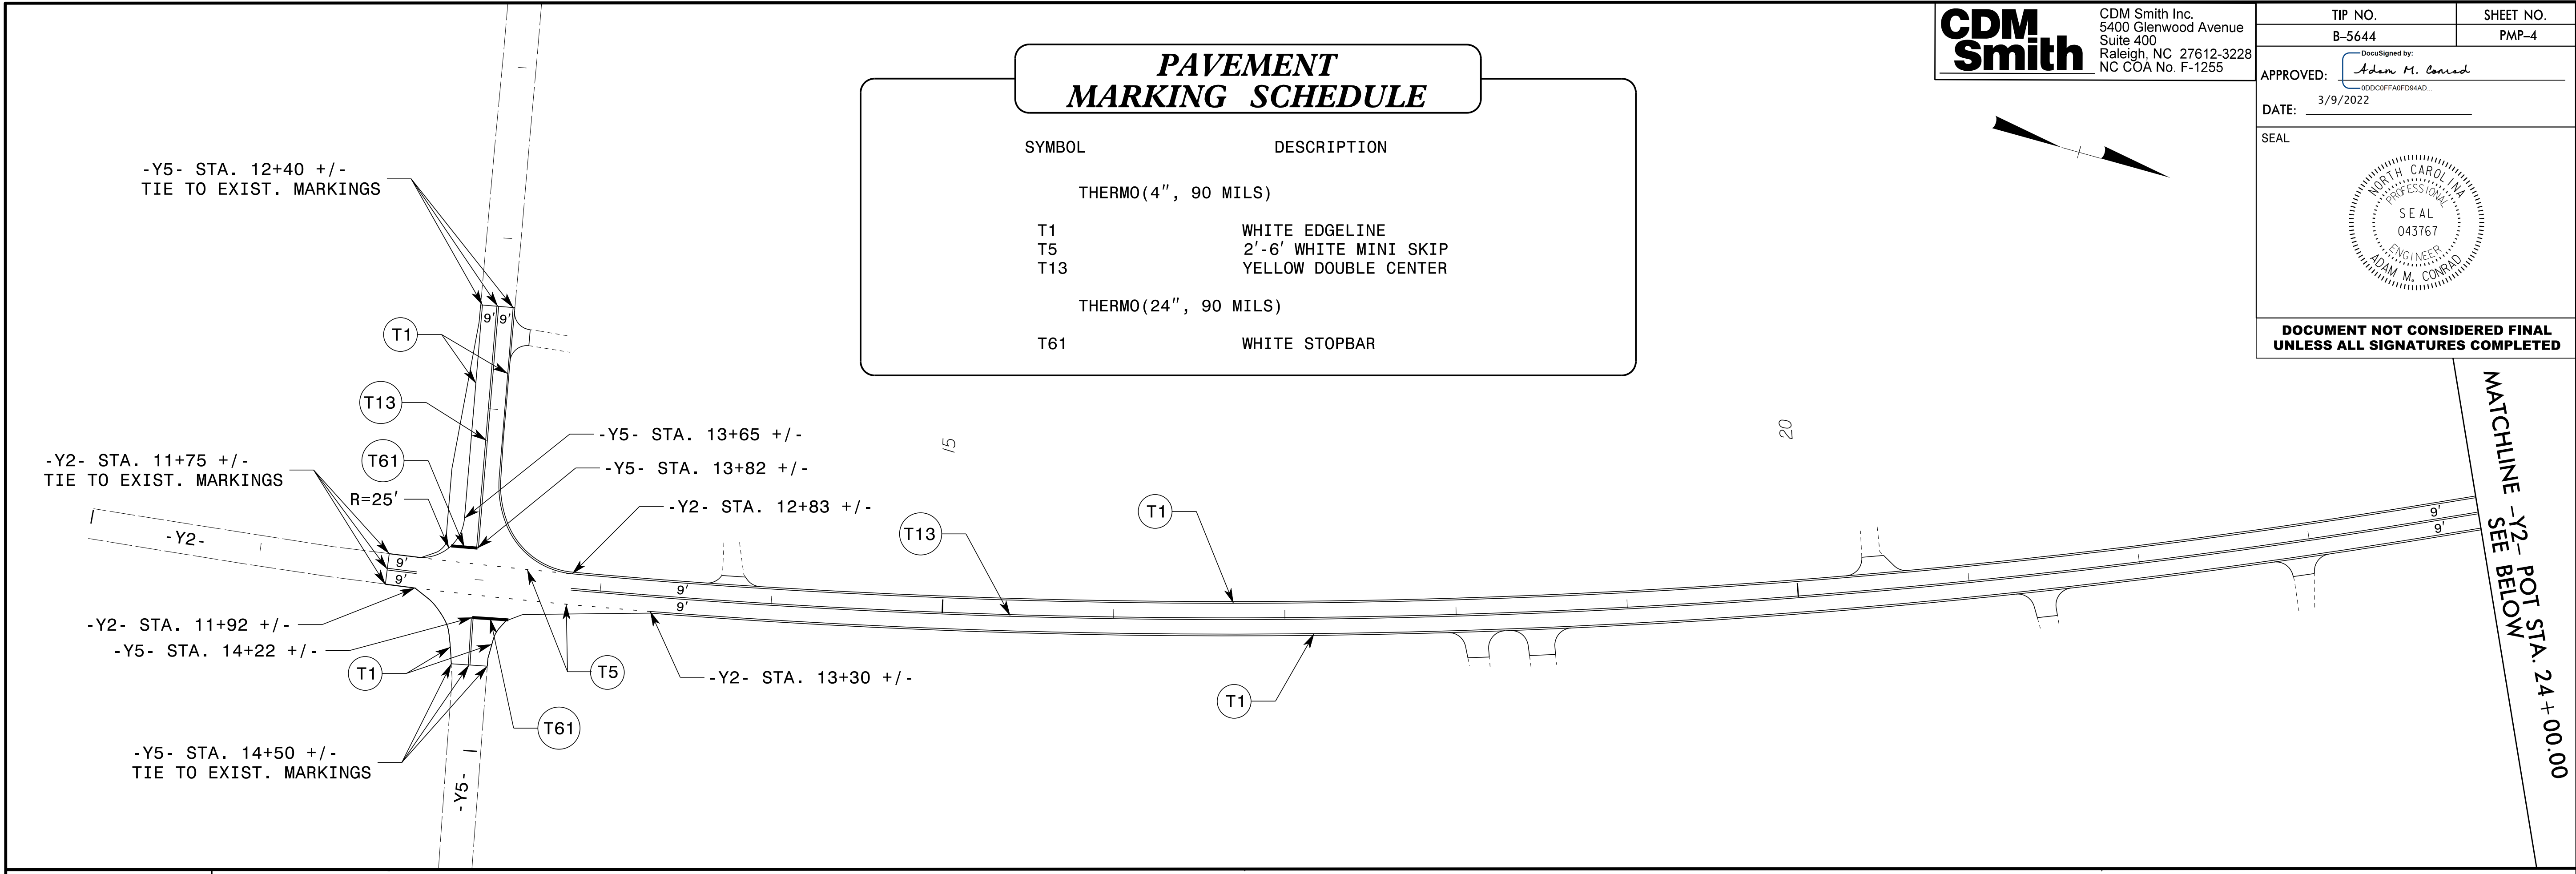 CDM
Smith
CDM Smith Inc.
5400 Glenwood Avenue
Suite 400
Raleigh, NC 27612-3228
NC COA No. F-1255
TIP NO.
SHEET NO.
B-5644
PMP-4
DocuSigned by:
APPROVED: Adam M. Conrad
0DDC0FFA0FD94AD...
DATE: 3/9/2022
SEAL
NORTH CAROLINA
PROFESSIONAL
SEAL
043767
ENGINEER
ADAM M. CONRAD
DOCUMENT NOT CONSIDERED FINAL
UNLESS ALL SIGNATURES COMPLETED
PAVEMENT
MARKING SCHEDULE
SYMBOL DESCRIPTION
THERMO(4", 90 MILS)
T1 WHITE EDGELINE
T5 2'-6' WHITE MINI SKIP
T13 YELLOW DOUBLE CENTER
THERMO(24", 90 MILS)
T61 WHITE STOPBAR
-Y5- STA. 12+40 +/-
TIE TO EXIST. MARKINGS
9' 9'
T1
T13
T61
-Y5- STA. 13+65 +/-
-Y5- STA. 13+82 +/-
-Y2- STA. 11+75 +/-
TIE TO EXIST. MARKINGS
R=25'
-Y2- STA. 12+83 +/-
-Y2-
9'
9'
9'
9'
15
20
T13
T1
9'
9'
-Y2- STA. 11+92 +/-
-Y5- STA. 14+22 +/-
T1
T5
-Y2- STA. 13+30 +/-
T1
T61
-Y5- STA. 14+50 +/-
TIE TO EXIST. MARKINGS
-Y5-
MATCHLINE -Y2- POT STA. 24+00.00
SEE BELOW